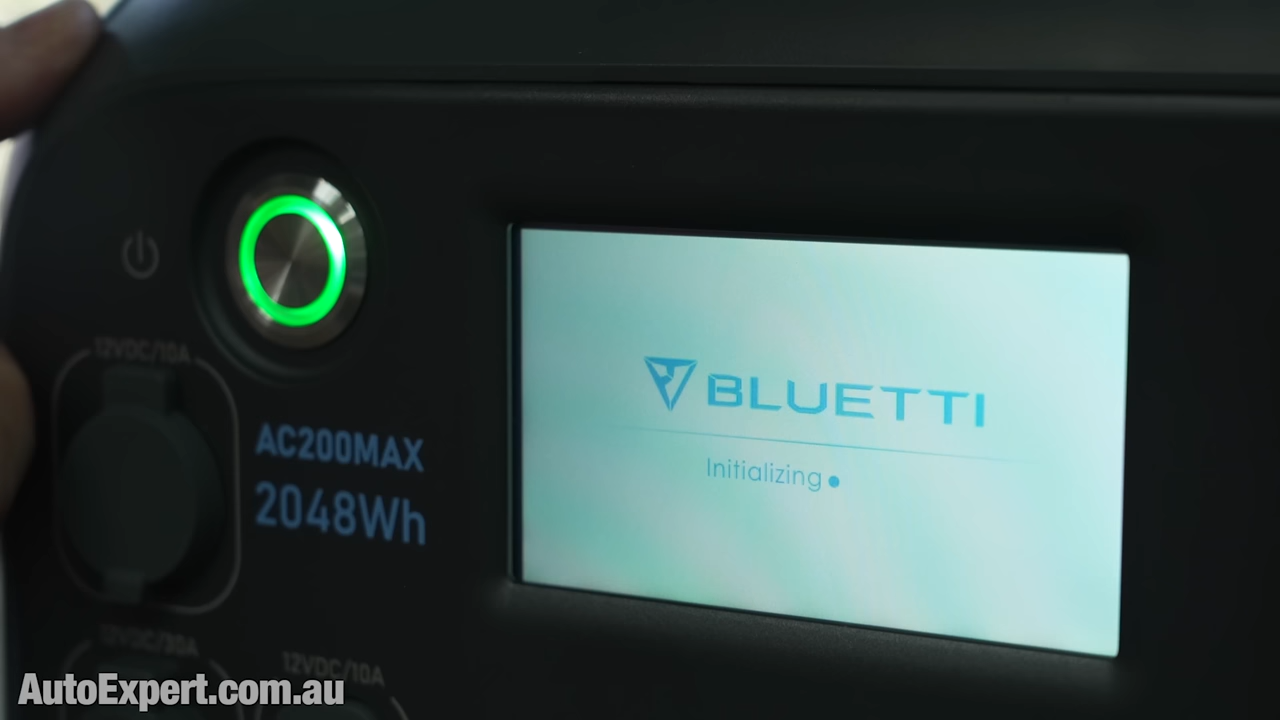 BLUETTI
Initializing
12VDC/10A
AC200MAX
2048Wh
12VDC/30A
12VDC/10A
AutoExpert.com.au